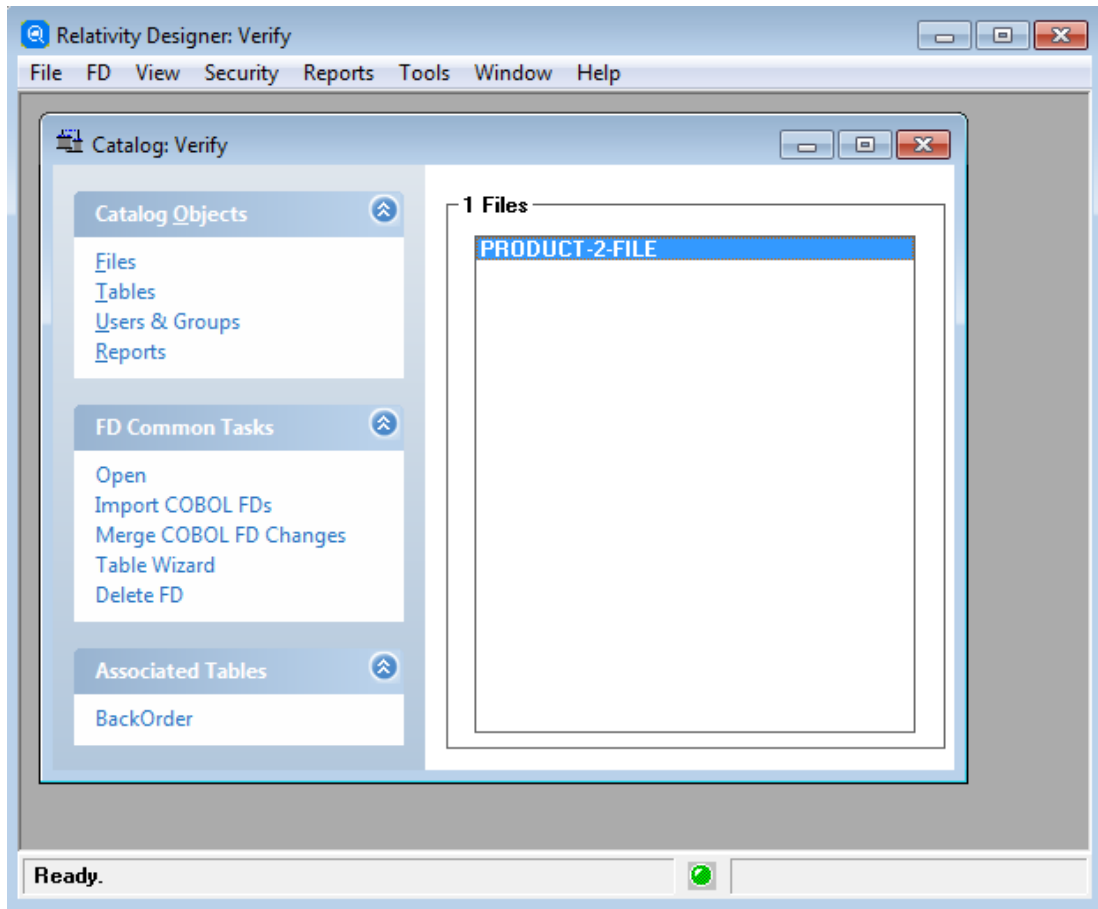 Relativity Designer: Verify
File FD View Security Reports Tools Window Help
Catalog: Verify
Catalog Objects
Files
Tables
Users & Groups
Reports
FD Common Tasks
Open
Import COBOL FDs
Merge COBOL FD Changes
Table Wizard
Delete FD
Associated Tables
BackOrder
1 Files
PRODUCT-2-FILE
Ready.